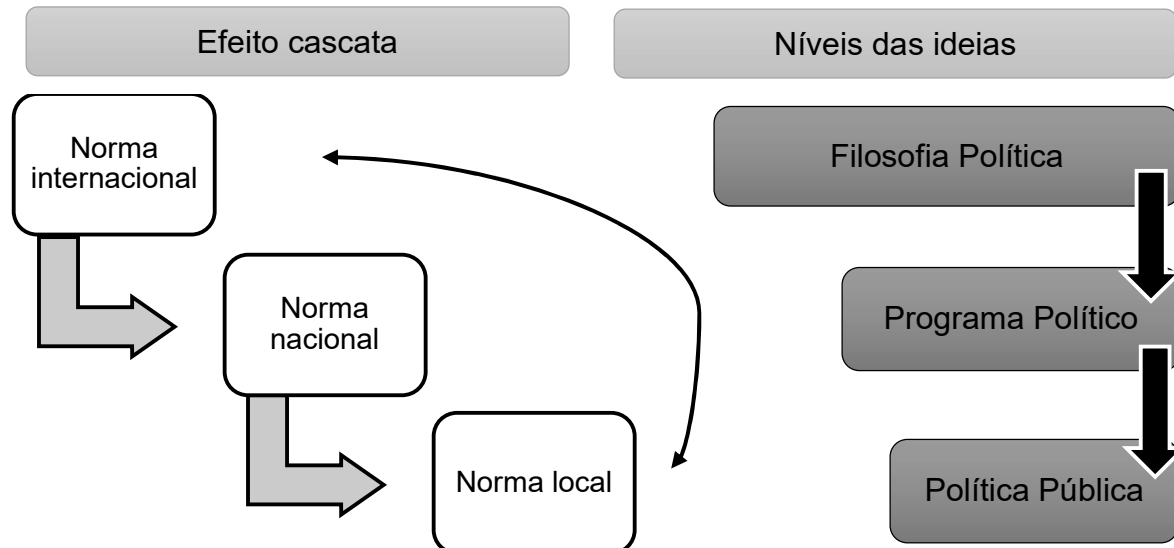 Efeito cascata
Níveis das ideias
Norma
internacional
Norma
nacional
Norma local
Filosofia Política
Programa Político
Política Pública